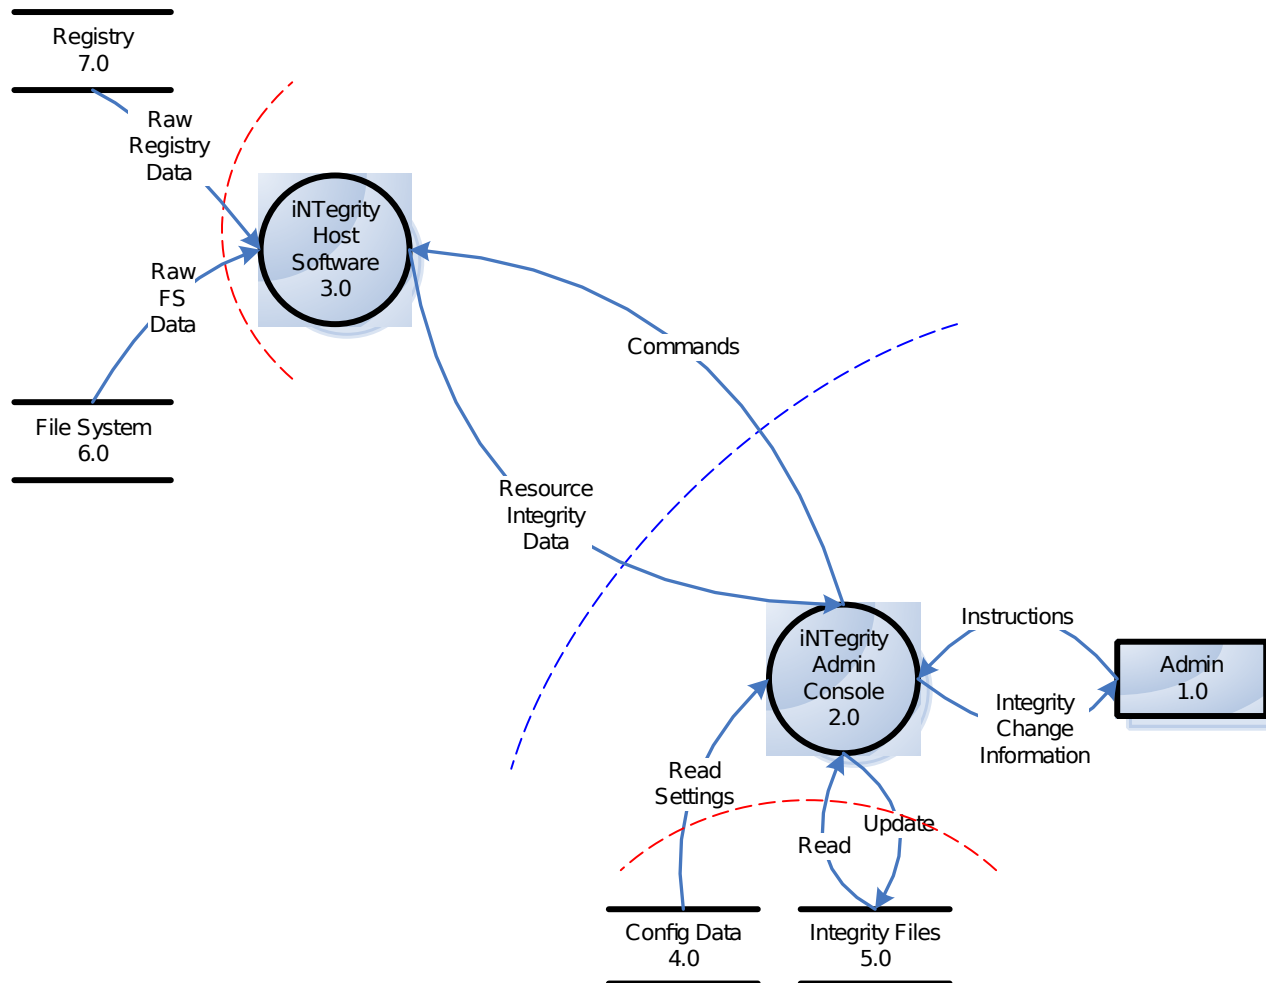 Registry
7.0
Raw
Registry
Data
iNTegrity
Host
Software
3.0
Raw
FS
Data
File System
6.0
Commands
Resource
Integrity
Data
iNTegrity
Admin
Console
2.0
Instructions
Admin
1.0
Integrity
Change
Information
Read
Settings
Update
Read
Config Data
4.0
Integrity Files
5.0